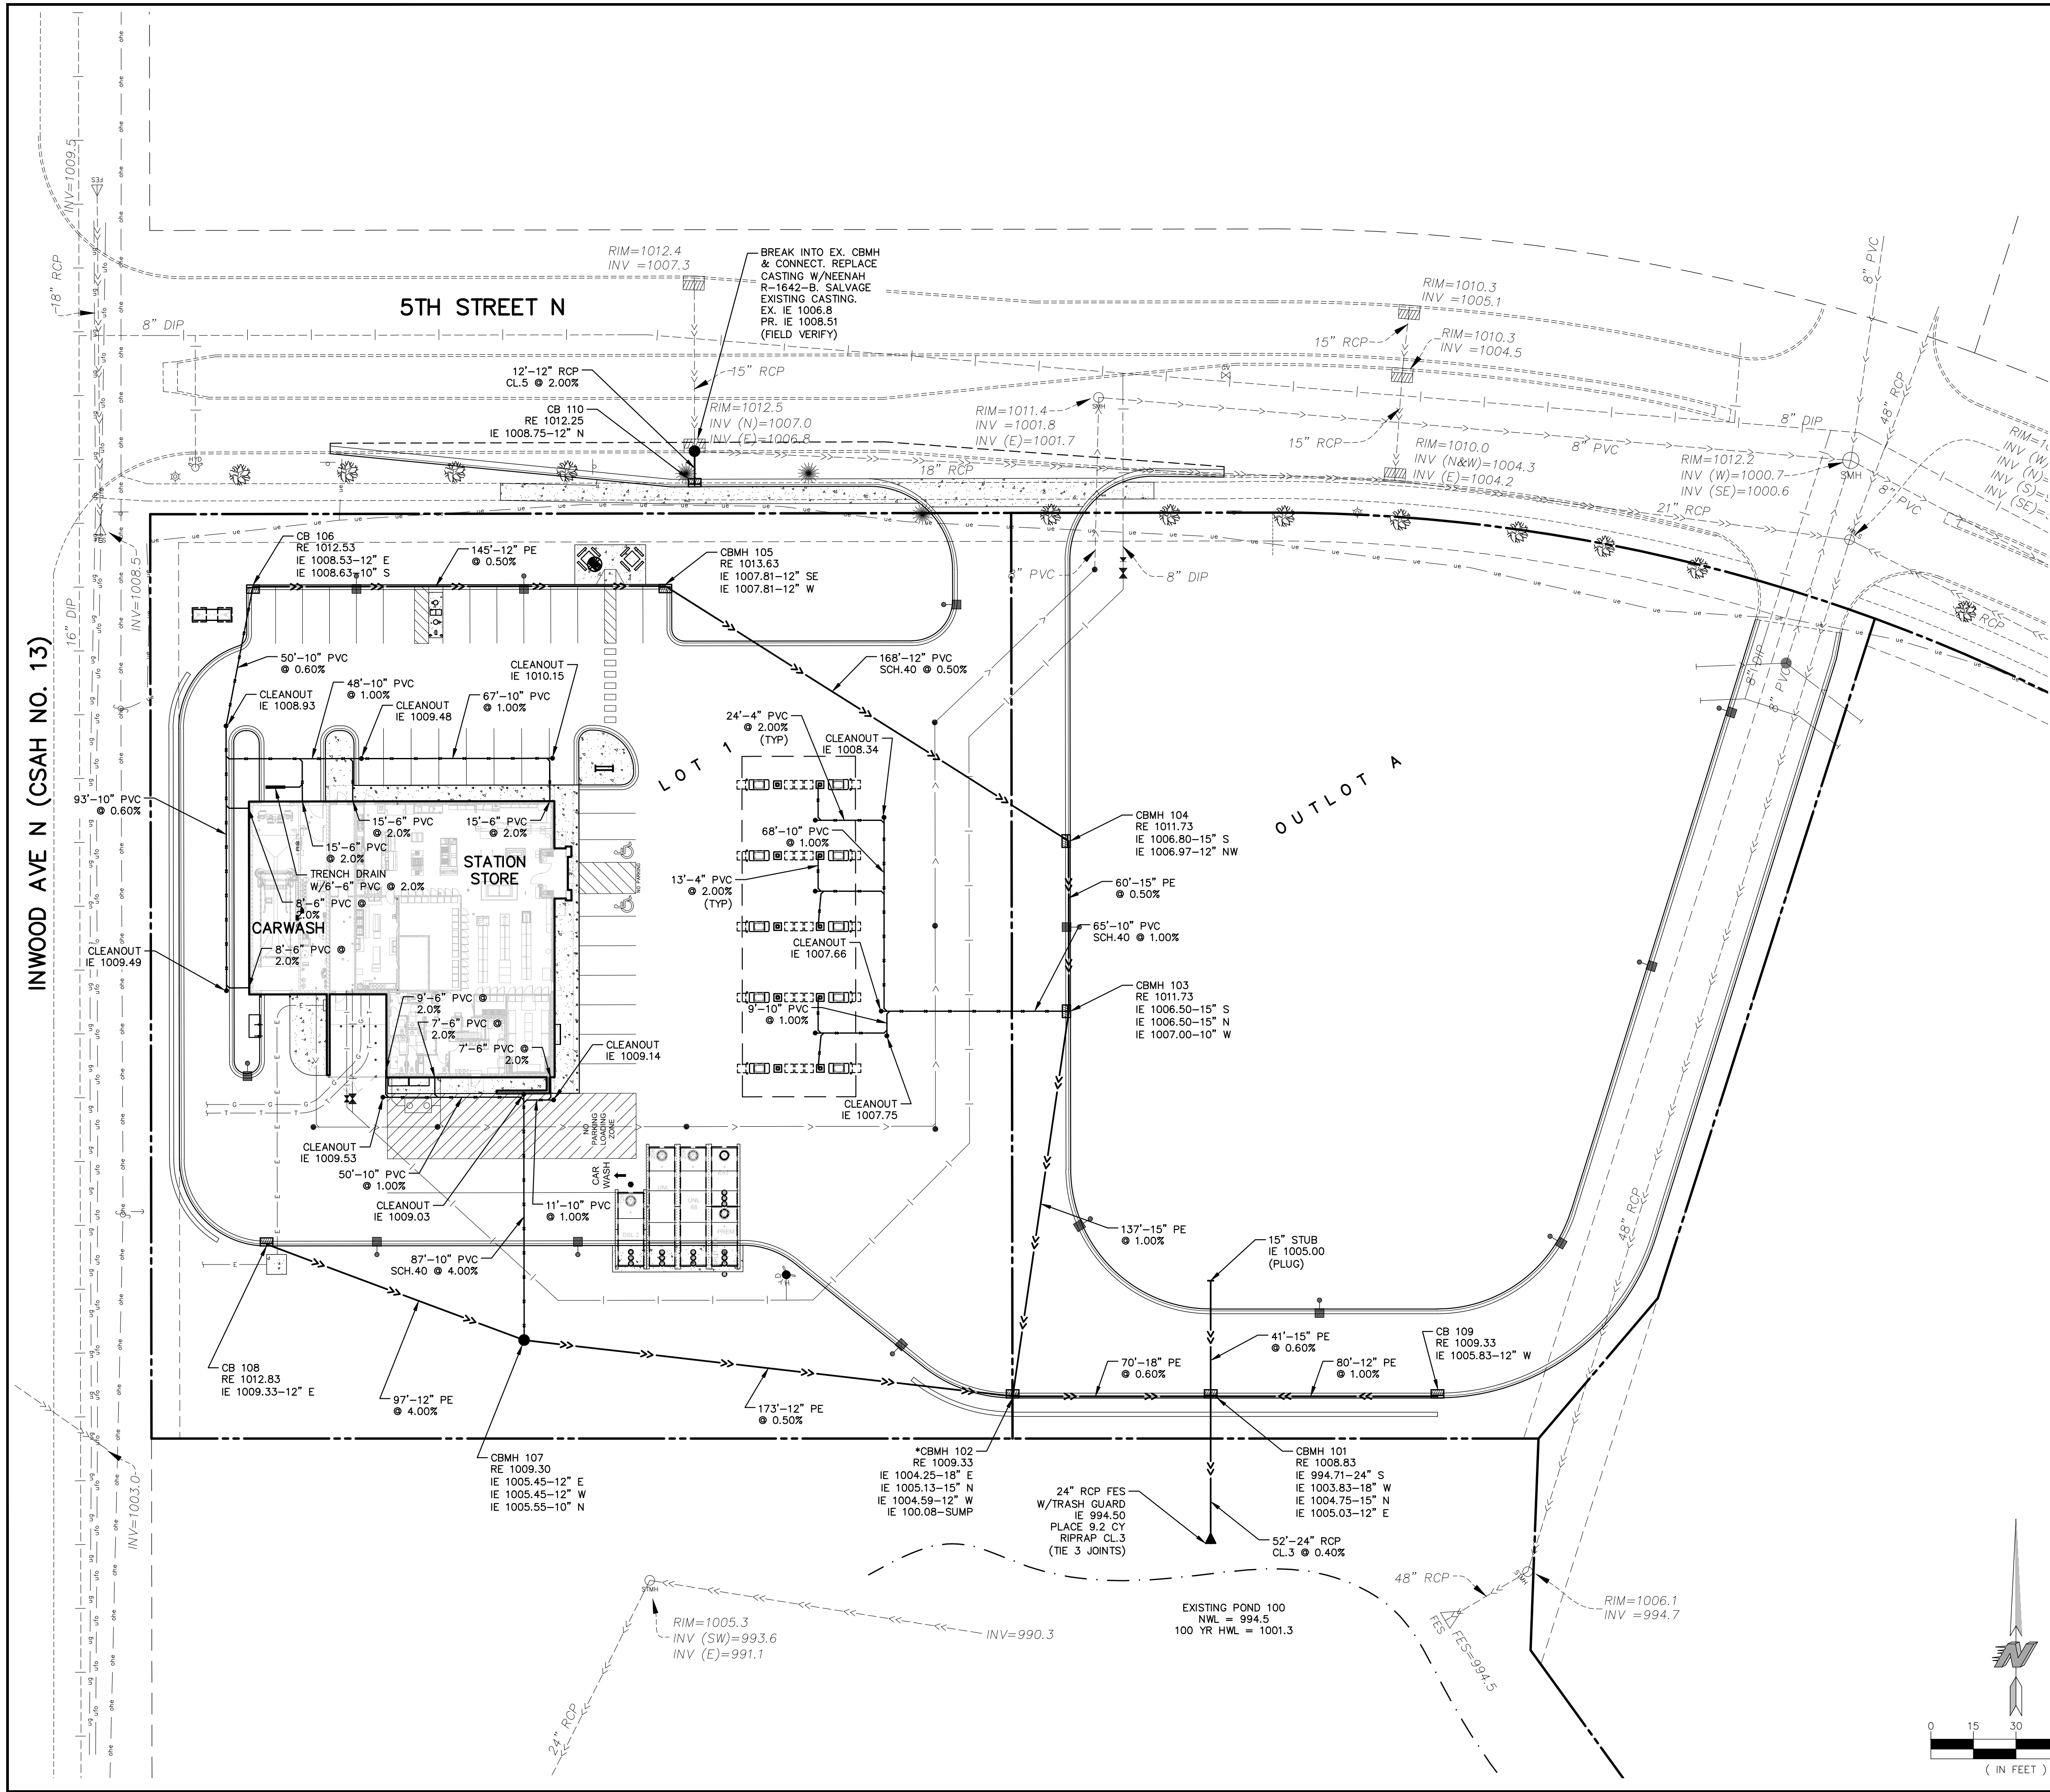 INV=1009.5
FES
18" RCP
8" DIP
5TH STREET N
RIM=1012.4
INV =1007.3
BREAK INTO EX. CBMH
& CONNECT. REPLACE
CASTING W/NEENAH
R-1642-B. SALVAGE
EXISTING CASTING.
EX. IE 1006.8
PR. IE 1008.51
(FIELD VERIFY)
12'-12" RCP
CL.5 @ 2.00%
CB 110
RE 1012.25
IE 1008.75-12" N
15" RCP
RIM=1012.5
INV (N)=1007.0
INV (E)=1006.8
18" RCP
RIM=1011.4
INV =1001.8
INV (E)=1001.7
SMH
RIM=1010.3
INV =1005.1
15" RCP
RIM=1010.3
INV =1004.5
15" RCP
RIM=1010.0
INV (N&W)=1004.3
INV (E)=1004.2
8" PVC
8" DIP
RIM=1012.2
INV (W)=1000.7
INV (SE)=1000.6
SMH
8" PVC
48" RCP
8" PVC
21" RCP
RCP
HYD
GV
INV=1008.5
16" DIP
INWOOD AVE N (CSAH NO. 13)
CB 106
RE 1012.53
IE 1008.53-12" E
IE 1008.63-10" S
145'-12" PE
@ 0.50%
CBMH 105
RE 1013.63
IE 1007.81-12" SE
IE 1007.81-12" W
PVC
8" DIP
50'-10" PVC
@ 0.60%
CLEANOUT
IE 1008.93
48'-10" PVC
@ 1.00%
CLEANOUT
IE 1009.48
67'-10" PVC
@ 1.00%
CLEANOUT
IE 1010.15
168'-12" PVC
SCH.40 @ 0.50%
24'-4" PVC
@ 2.00%
(TYP)
CLEANOUT
IE 1008.34
LOT 1
OUTLOT A
8" DIP
8" PVC
93'-10" PVC
@ 0.60%
15'-6" PVC
@ 2.0%
15'-6" PVC
@ 2.0%
15'-6" PVC
@ 2.0%
TRENCH DRAIN
W/6'-6" PVC @ 2.0%
8'-6" PVC @
2.0%
CARWASH
STATION
STORE
NO PARKING
8'-6" PVC @
2.0%
CLEANOUT
IE 1009.49
68'-10" PVC
@ 1.00%
13'-4" PVC
@ 2.00%
(TYP)
CLEANOUT
IE 1007.66
9'-10" PVC
@ 1.00%
CLEANOUT
IE 1007.75
CBMH 104
RE 1011.73
IE 1006.80-15" S
IE 1006.97-12" NW
60'-15" PE
@ 0.50%
65'-10" PVC
SCH.40 @ 1.00%
CBMH 103
RE 1011.73
IE 1006.50-15" S
IE 1006.50-15" N
IE 1007.00-10" W
9'-6" PVC @
2.0%
7'-6" PVC @
2.0%
7'-6" PVC @
2.0%
CLEANOUT
IE 1009.14
CLEANOUT
IE 1009.53
50'-10" PVC
@ 1.00%
CLEANOUT
IE 1009.03
11'-10" PVC
@ 1.00%
NO
PARKING
LOADING
ZONE
CAR
WASH
87'-10" PVC
SCH.40 @ 4.00%
137'-15" PE
@ 1.00%
15" STUB
IE 1005.00
(PLUG)
41'-15" PE
@ 0.60%
48" RCP
CB 108
RE 1012.83
IE 1009.33-12" E
97'-12" PE
@ 4.00%
173'-12" PE
@ 0.50%
70'-18" PE
@ 0.60%
80'-12" PE
@ 1.00%
CB 109
RE 1009.33
IE 1005.83-12" W
CBMH 107
RE 1009.30
IE 1005.45-12" E
IE 1005.45-12" W
IE 1005.55-10" N
*CBMH 102
RE 1009.33
IE 1004.25-18" E
IE 1005.13-15" N
IE 1004.59-12" W
IE 100.08-SUMP
CBMH 101
RE 1008.83
IE 994.71-24" S
IE 1003.83-18" W
IE 1004.75-15" N
IE 1005.03-12" E
24" RCP FES
W/TRASH GUARD
IE 994.50
PLACE 9.2 CY
RIPRAP CL.3
(TIE 3 JOINTS)
52'-24" RCP
CL.3 @ 0.40%
INV=1003.0
STMH
RIM=1005.3
INV (SW)=993.6
INV (E)=991.1
INV=990.3
24" RCP
EXISTING POND 100
NWL = 994.5
100 YR HWL = 1001.3
48" RCP
STMH
FES
FES=994.5
RIM=1006.1
INV =994.7
N
0 15 30
( IN FEET )